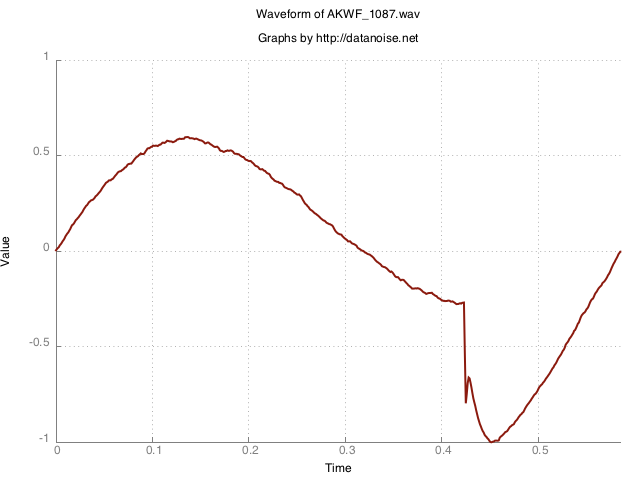 Waveform of AKWF_1087.wav
Graphs by http://datanoise.net
1
0.5
0
-0.5
-1
Value
0 0.1 0.2 0.3 0.4 0.5
Time